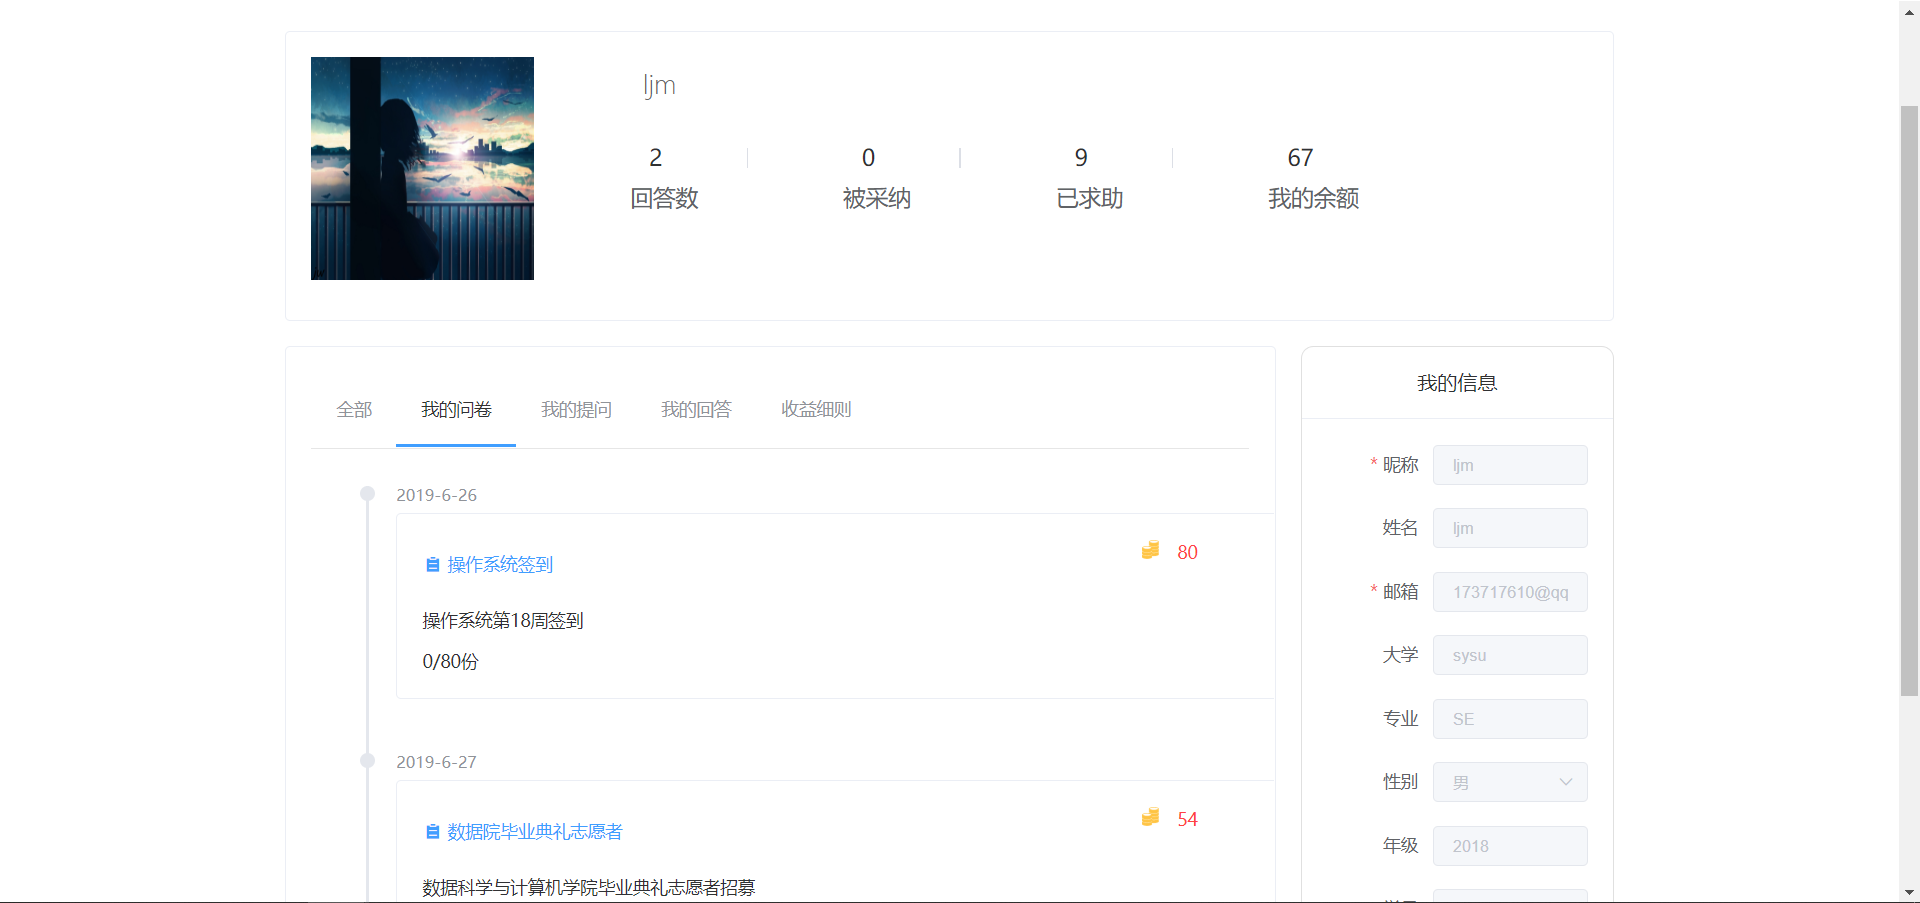 ljm
2 0 9 67
回答数 被采纳 已求助 我的余额
全部 我的问卷 我的提问 我的回答 收益细则
2019-6-26
操作系统签到 80
操作系统第18周签到
0/80份
2019-6-27
数据院毕业典礼志愿者 54
数据科学与计算机学院毕业典礼志愿者招募
我的信息
* 昵称 ljm
姓名 ljm
* 邮箱 173717610@qq
大学 sysu
专业 SE
性别 男
年级 2018